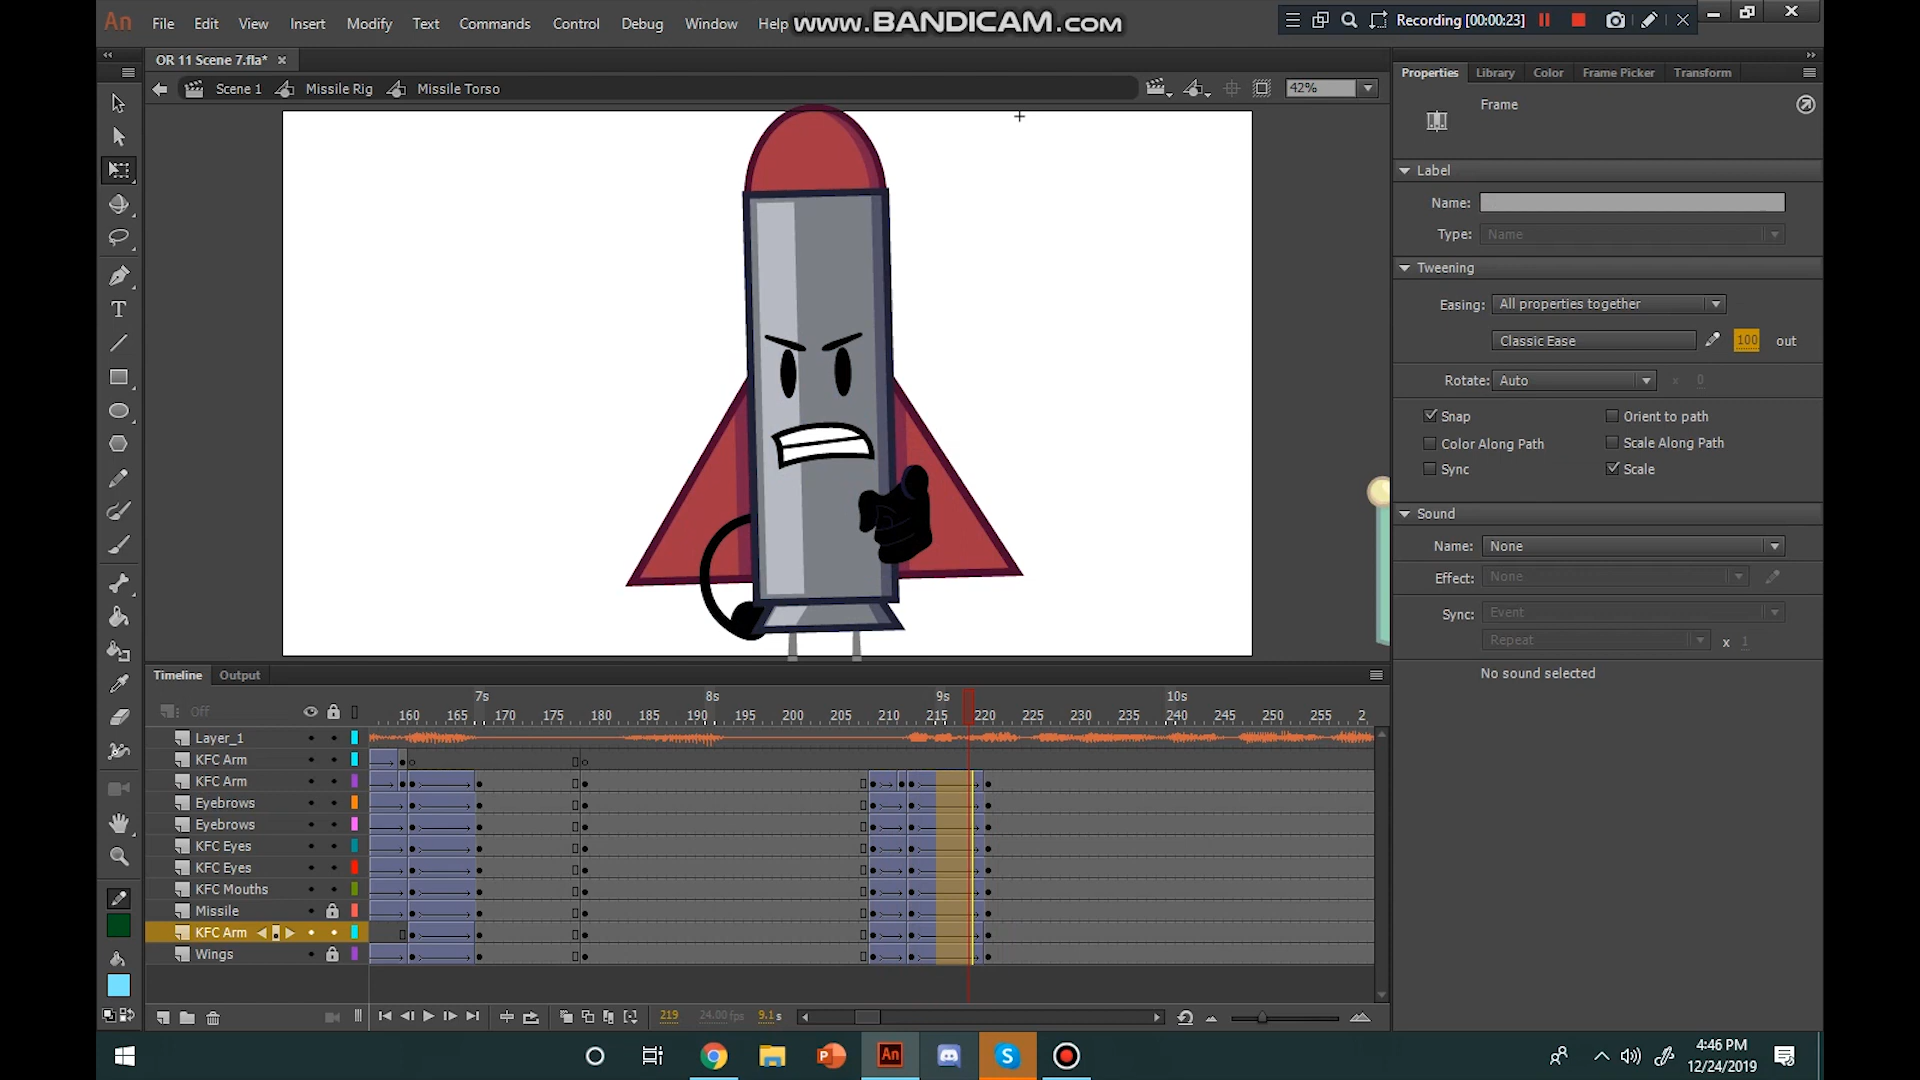 An File Edit View Insert Modify Text Commands Control Debug Window Help
www.BANDICAM.com
Recording [00:00:23]
OR 11 Scene 7.fla*
Scene 1 Missile Rig Missile Torso 42%
Properties Library Color Frame Picker Transform
Frame
Label
Name:
Type: Name
Tweening
Easing: All properties together
Classic Ease 100 out
Rotate: Auto x 0
Snap Orient to path
Color Along Path Scale Along Path
Sync Scale
Sound
Name: None
Effect: None
Sync: Event
Repeat x 1
No sound selected
Timeline Output
7s 8s 9s 10s
Off 160 165 170 175 180 185 190 195 200 205 210 215 220 225 230 235 240 245 250 255 2
Layer_1
KFC Arm
KFC Arm
Eyebrows
Eyebrows
KFC Eyes
KFC Eyes
KFC Mouths
Missile
KFC Arm
Wings
219 24.00 fps 9.1 s
An
4:46 PM
12/24/2019